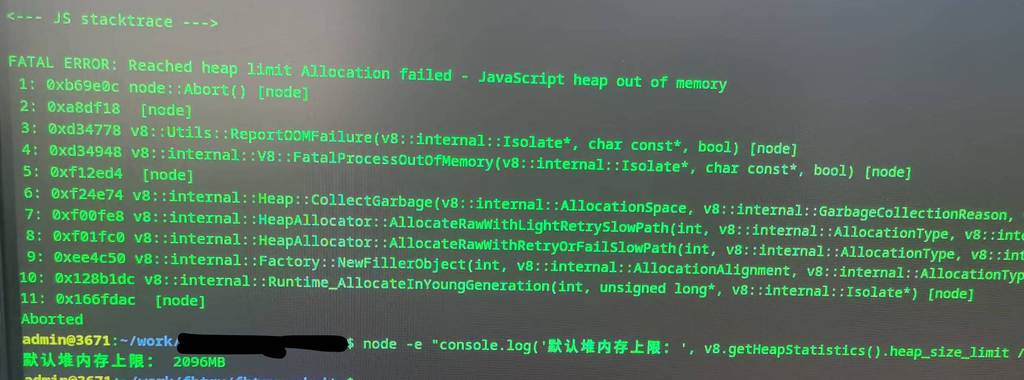 <--- JS stacktrace --->
FATAL ERROR: Reached heap limit Allocation failed - JavaScript heap out of memory
1: 0xb69e0c node::Abort() [node]
2: 0xa8df18 [node]
3: 0xd34778 v8::Utils::ReportOOMFailure(v8::internal::Isolate*, char const*, bool) [node]
4: 0xd34948 v8::internal::V8::FatalProcessOutOfMemory(v8::internal::Isolate*, char const*, bool) [node]
5: 0xf12ed4 [node]
6: 0xf24e74 v8::internal::Heap::CollectGarbage(v8::internal::AllocationSpace, v8::internal::GarbageCollectionReason,
7: 0xf00fe8 v8::internal::HeapAllocator::AllocateRawWithLightRetrySlowPath(int, v8::internal::AllocationType, v8::inte
8: 0xf01fc0 v8::internal::HeapAllocator::AllocateRawWithRetryOrFailSlowPath(int, v8::internal::AllocationType, v8::int
9: 0xee4c50 v8::internal::Factory::NewFillerObject(int, v8::internal::AllocationAlignment, v8::internal::AllocationTyp
10: 0x128b1dc v8::internal::Runtime_AllocateInYoungGeneration(int, unsigned long*, v8::internal::Isolate*) [node]
11: 0x166fdac [node]
Aborted
admin@3671:~/work/ $ node -e "console.log('默认堆内存上限: ', v8.getHeapStatistics().heap_size_limit /
默认堆内存上限: 2096MB
admin@3671:~/work/